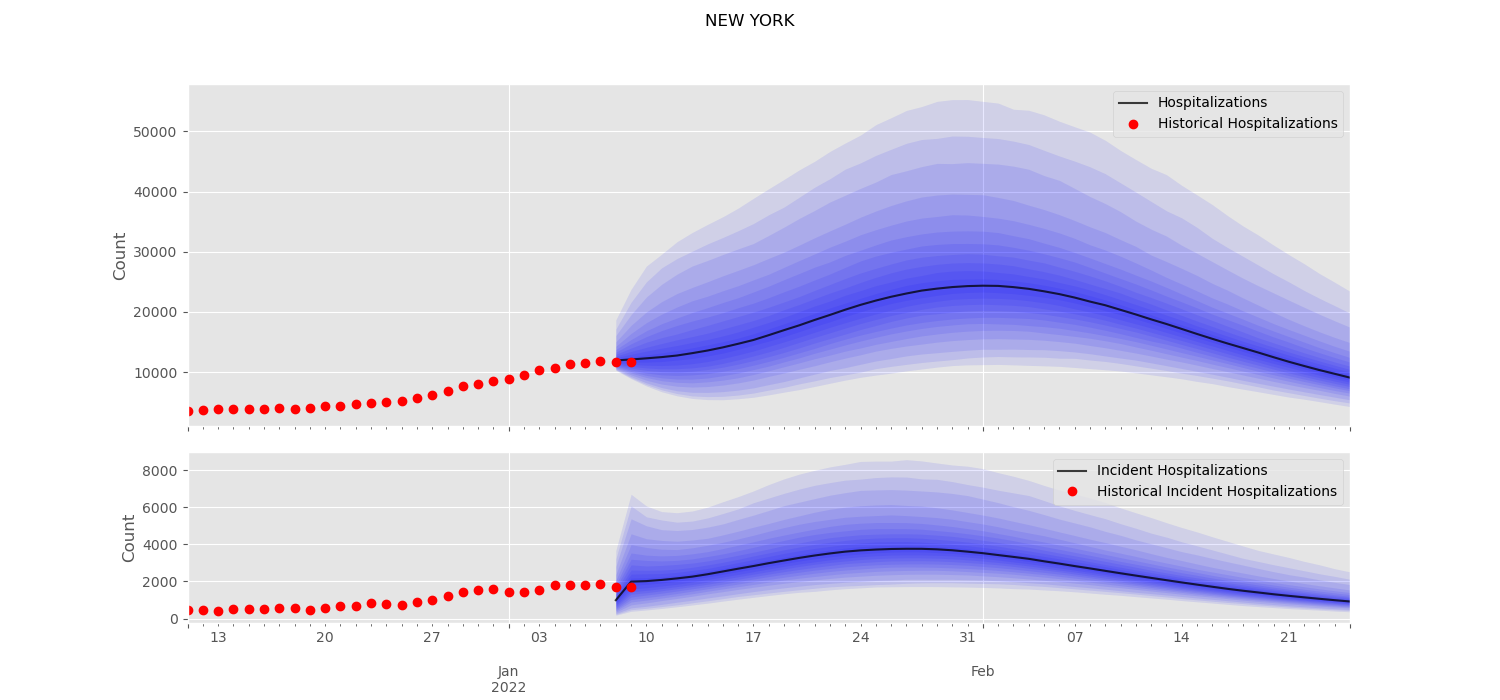 NEW YORK
Hospitalizations
Historical Hospitalizations
50000
40000
30000
20000
10000
Count
Incident Hospitalizations
Historical Incident Hospitalizations
8000
6000
4000
2000
0
Count
13 20 27 03 10 17 24 31 07 14 21
Jan Feb
2022